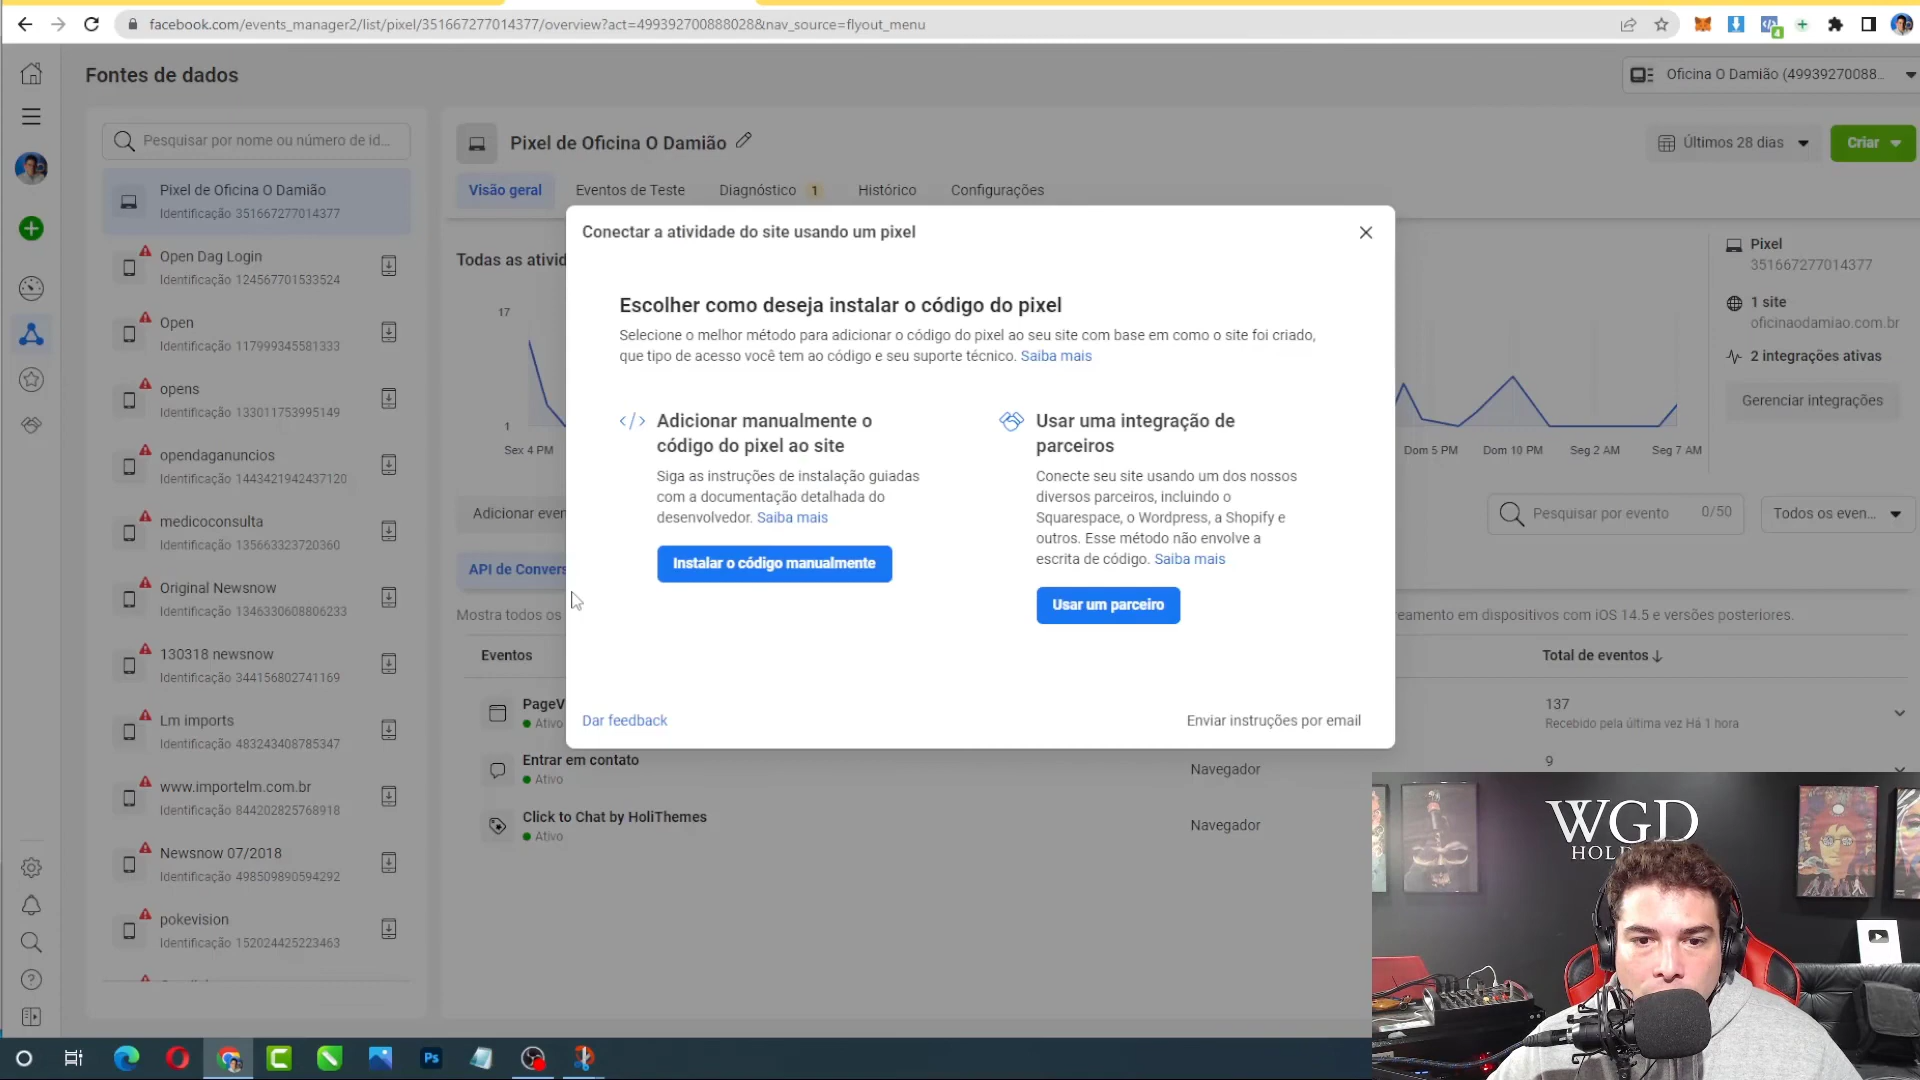 facebook.com/events_manager2/list/pixel/351667277014377/overview?act=499392700888028&nav_source=flyout_menu
Fontes de dados
Oficina O Damião (49939270088...
Pesquisar por nome ou número de id...
Pixel de Oficina O Damião
Identificação 351667277014377
Open Dag Login
Identificação 124567701533524
Open
Identificação 117999345581333
opens
Identificação 133011753995149
opendaganuncios
Identificação 1443421942437120
medicoconsulta
Identificação 135663323720360
Original Newsnow
Identificação 1346330608806233
130318 newsnow
Identificação 344156802741169
Lm imports
Identificação 483243408785347
www.importelm.com.br
Identificação 844202825768918
Newsnow 07/2018
Identificação 498509890594292
pokevision
Identificação 152024425223463
Pixel de Oficina O Damião
Últimos 28 dias
Criar
Visão geral
Eventos de Teste
Diagnóstico 1
Histórico
Configurações
Todas as ativid
17
1
Sex 4 PM
Dom 5 PM
Dom 10 PM
Seg 2 AM
Seg 7 AM
Pixel
351667277014377
1 site
oficinaodamiao.com.br
2 integrações ativas
Gerenciar integrações
Conectar a atividade do site usando um pixel
Escolher como deseja instalar o código do pixel
Selecione o melhor método para adicionar o código do pixel ao seu site com base em como o site foi criado,
que tipo de acesso você tem ao código e seu suporte técnico. Saiba mais
Adicionar manualmente o
código do pixel ao site
Siga as instruções de instalação guiadas
com a documentação detalhada do
desenvolvedor. Saiba mais
Instalar o código manualmente
Usar uma integração de
parceiros
Conecte seu site usando um dos nossos
diversos parceiros, incluindo o
Squarespace, o Wordpress, a Shopify e
outros. Esse método não envolve a
escrita de código. Saiba mais
Usar um parceiro
Dar feedback
Enviar instruções por email
Adicionar even
Pesquisar por evento 0/50
Todos os even...
API de Convers
Mostra todos os
eamento em dispositivos com iOS 14.5 e versões posteriores.
Eventos
Total de eventos
PageV
Ativo
137
Recebido pela última vez Há 1 hora
Entrar em contato
Ativo
Navegador
9
Click to Chat by HoliThemes
Ativo
Navegador
WGD
HOL
Ps